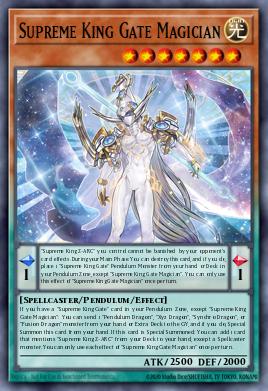 Supreme King Gate Magician
光
"Supreme King Z-ARC" you control cannot be banished by your opponent's
card effects. During your Main Phase: You can destroy this card, and if you do,
place 1 "Supreme King Gate" Pendulum Monster from your hand or Deck in
your Pendulum Zone, except "Supreme King Gate Magician". You can only
use this effect of "Supreme King Gate Magician" once per turn.
1
1
[Spellcaster/Pendulum/Effect]
If you have a "Supreme King Gate" card in your Pendulum Zone, except "Supreme King
Gate Magician": You can send 1 "Pendulum Dragon", "Xyz Dragon", "Synchro Dragon", or
"Fusion Dragon" monster from your hand or Extra Deck to the GY, and if you do, Special
Summon this card from your hand. If this card is Special Summoned: You can add 1 card
that mentions "Supreme King Z-ARC" from your Deck to your hand, except a Spellcaster
monster. You can only use each effect of "Supreme King Gate Magician" once per turn.
ATK/2500 DEF/2000